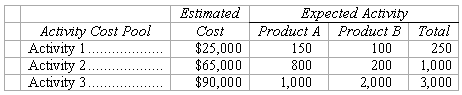 Estimated Expected Activity
Activity Cost Pool Cost Product A Product B Total
Activity 1................... $25,000 150 100 250
Activity 2................... $65,000 800 200 1,000
Activity 3................... $90,000 1,000 2,000 3,000